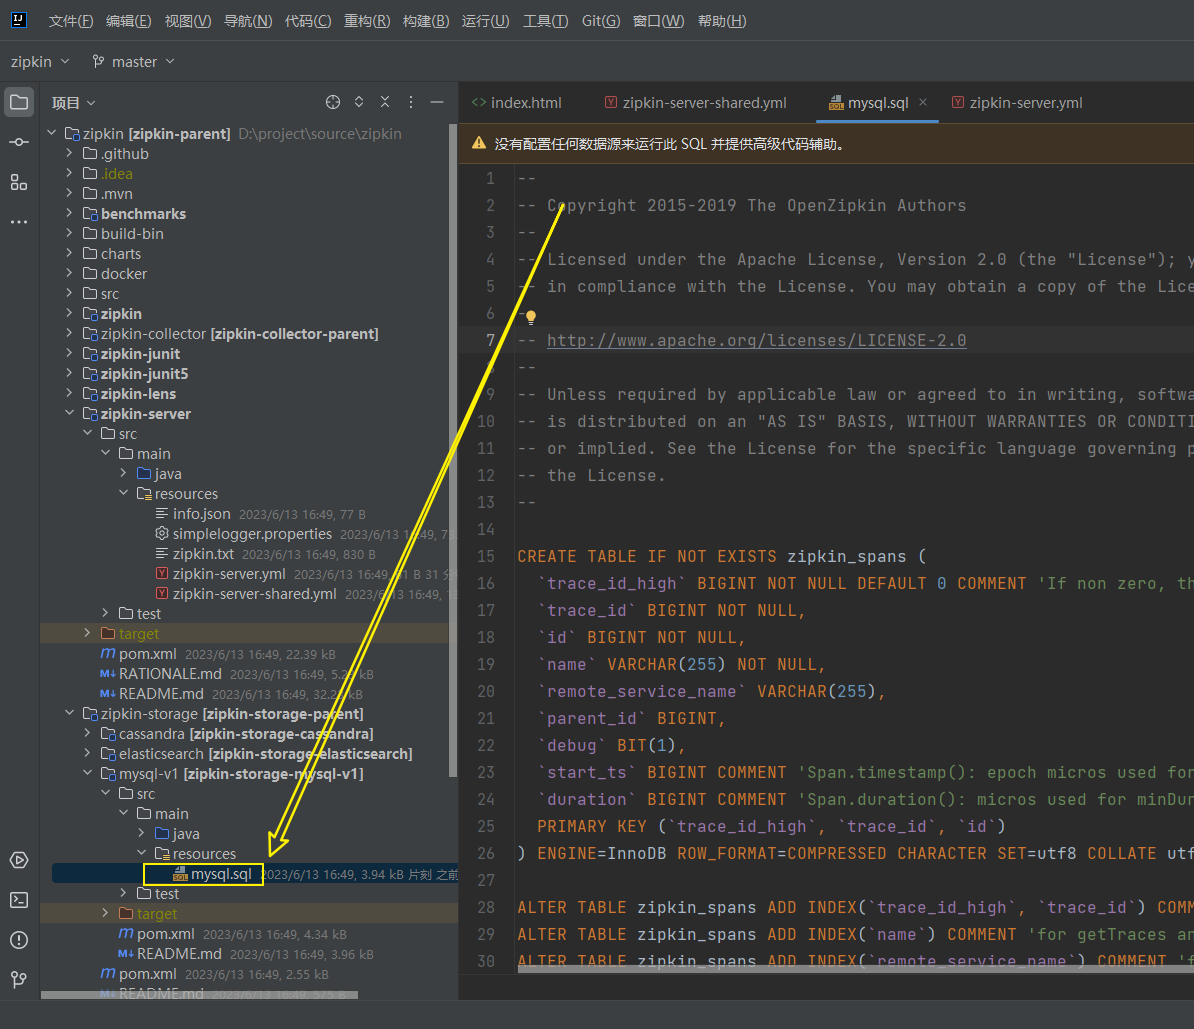 文件(F) 编辑(E) 视图(V) 导航(N) 代码(C) 重构(R) 构建(B) 运行(U) 工具(T) Git(G) 窗口(W) 帮助(H)
zipkin master
项目
index.html zipkin-server-shared.yml mysql.sql zipkin-server.yml
zipkin [zipkin-parent] D:\project\source\zipkin
.github
.idea
.mvn
benchmarks
build-bin
charts
docker
src
zipkin
zipkin-collector [zipkin-collector-parent]
zipkin-junit
zipkin-junit5
zipkin-lens
zipkin-server
src
main
java
resources
info.json 2023/6/13 16:49, 77 B
simplelogger.properties 2023/6/13 16:49, 73
zipkin.txt 2023/6/13 16:49, 830 B
zipkin-server.yml 2023/6/13 16:49, 31 分
zipkin-server-shared.yml 2023/6/13 16:49,
test
target
pom.xml 2023/6/13 16:49, 22.39 kB
RATIONALE.md 2023/6/13 16:49, kB
README.md 2023/6/13 16:49, kB
zipkin-storage [zipkin-storage-parent]
cassandra [zipkin-storage-cassandra]
elasticsearch [zipkin-storage-elasticsearch]
mysql-v1 [zipkin-storage-mysql-v1]
src
main
java
resources
mysql.sql 2023/6/13 16:49, 3.94 kB 片刻 之前
test
target
pom.xml 2023/6/13 16:49, 4.34 kB
README.md 2023/6/13 16:49, 3.96 kB
pom.xml 2023/6/13 16:49, 2.55 kB
README.md 2023/6/13 16:49, 575 B
没有配置任何数据源来运行此 SQL 并提供高级代码辅助。
1 --
2 -- Copyright 2015-2019 The OpenZipkin Authors
3 --
4 -- Licensed under the Apache License, Version 2.0 (the "License"); y
5 -- in compliance with the License. You may obtain a copy of the Lice
6 --
7 -- http://www.apache.org/licenses/LICENSE-2.0
8 --
9 -- Unless required by applicable law or agreed to in writing, softwa
10 -- is distributed on an "AS IS" BASIS, WITHOUT WARRANTIES OR CONDITI
11 -- or implied. See the License for the specific language governing p
12 -- the License.
13 --
14
15 CREATE TABLE IF NOT EXISTS zipkin_spans (
16 `trace_id_high` BIGINT NOT NULL DEFAULT 0 COMMENT 'If non zero, th
17 `trace_id` BIGINT NOT NULL,
18 `id` BIGINT NOT NULL,
19 `name` VARCHAR(255) NOT NULL,
20 `remote_service_name` VARCHAR(255),
21 `parent_id` BIGINT,
22 `debug` BIT(1),
23 `start_ts` BIGINT COMMENT 'Span.timestamp(): epoch micros used for
24 `duration` BIGINT COMMENT 'Span.duration(): micros used for minDur
25 PRIMARY KEY (`trace_id_high`, `trace_id`, `id`)
26 ) ENGINE=InnoDB ROW_FORMAT=COMPRESSED CHARACTER SET=utf8 COLLATE utf
27
28 ALTER TABLE zipkin_spans ADD INDEX(`trace_id_high`, `trace_id`) COMM
29 ALTER TABLE zipkin_spans ADD INDEX(`name`) COMMENT 'for getTraces an
30 ALTER TABLE zipkin_spans ADD INDEX(`remote_service_name`) COMMENT 'f